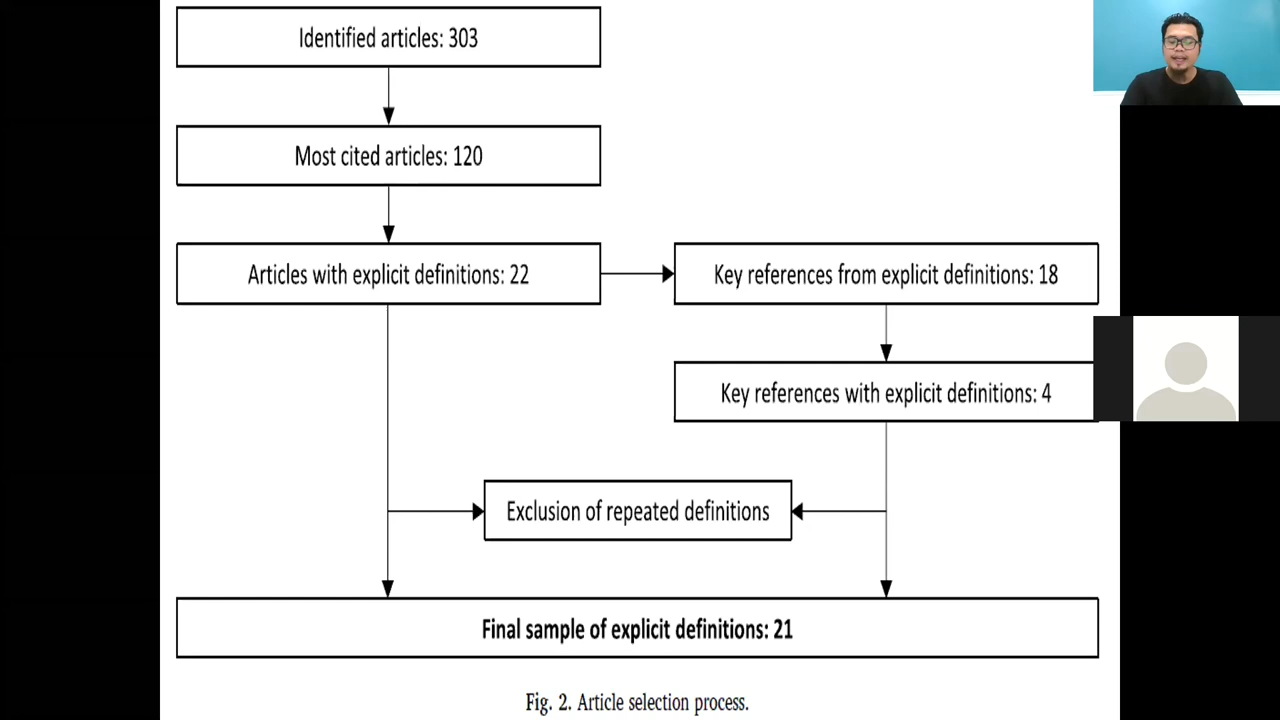 Identified articles: 303
Most cited articles: 120
Articles with explicit definitions: 22
Key references from explicit definitions: 18
Key references with explicit definitions: 4
Exclusion of repeated definitions
Final sample of explicit definitions: 21
Fig. 2. Article selection process.